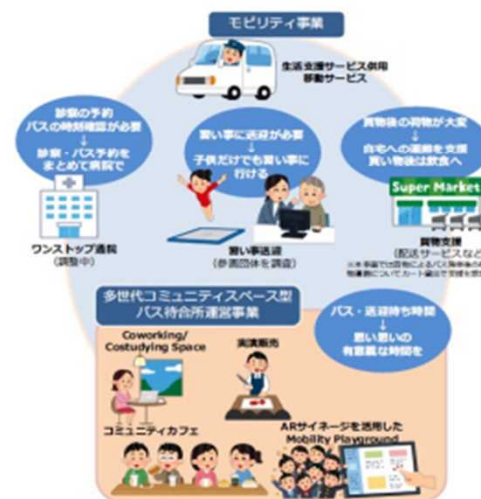 モビリティ事業
生活支援サービス併用
移動サービス
診察の予約
バスの時刻確認が必要
↓
診察・バス予約を
まとめて病院で
習い事に送迎が必要
↓
子供だけでも習い事に
行ける
買物後の荷物が大変
↓
自宅への運搬を支援
買い物後は飲食へ
Super Market
ワンストップ通院
(調整中)
習い事送迎
(参画団体を調査)
買物支援
(配送サービスなど
多世代コミュニティスペース型
バス待合所運営事業
バス・送迎待ち時間
↓
思い思いの
有意義な時間を
Coworking/
Costudying Space
実演販売
コミュニティカフェ
ARサイネージを活用した
Mobility Playground